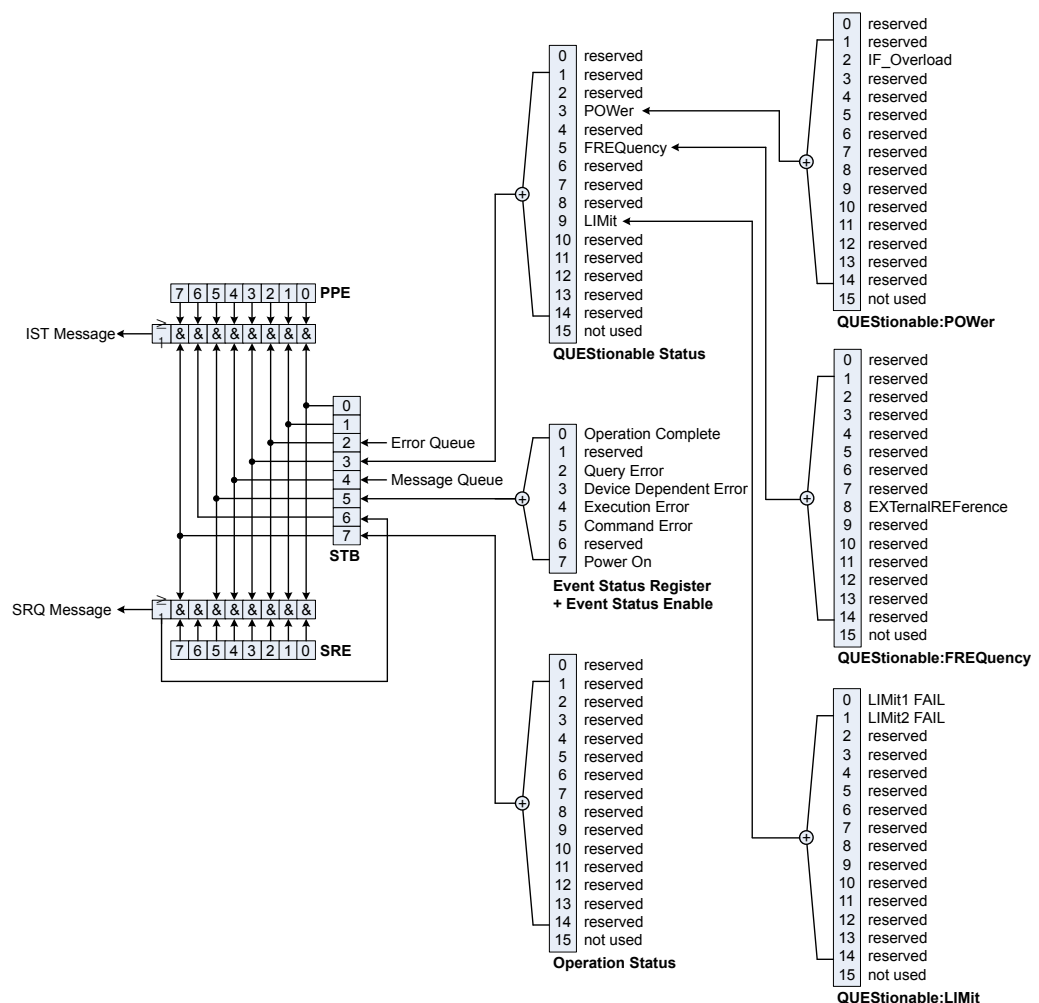 7 6 5 4 3 2 1 0 PPE
IST Message
≥ 1 & & & & & & & &
0
1
2 Error Queue
3
4 Message Queue
5
6
7
STB
SRQ Message
≥ 1 & & & & & & & &
7 6 5 4 3 2 1 0 SRE
+
0 reserved
1 reserved
2 reserved
3 POWer
4 reserved
5 FREQuency
6 reserved
7 reserved
8 reserved
9 LIMit
10 reserved
11 reserved
12 reserved
13 reserved
14 reserved
15 not used
QUEStionable Status
+
0 Operation Complete
1 reserved
2 Query Error
3 Device Dependent Error
4 Execution Error
5 Command Error
6 reserved
7 Power On
Event Status Register
+ Event Status Enable
+
0 reserved
1 reserved
2 reserved
3 reserved
4 reserved
5 reserved
6 reserved
7 reserved
8 reserved
9 reserved
10 reserved
11 reserved
12 reserved
13 reserved
14 reserved
15 not used
Operation Status
+
0 reserved
1 reserved
2 IF_Overload
3 reserved
4 reserved
5 reserved
6 reserved
7 reserved
8 reserved
9 reserved
10 reserved
11 reserved
12 reserved
13 reserved
14 reserved
15 not used
QUEStionable:POWer
+
0 reserved
1 reserved
2 reserved
3 reserved
4 reserved
5 reserved
6 reserved
7 reserved
8 EXTernalREFerence
9 reserved
10 reserved
11 reserved
12 reserved
13 reserved
14 reserved
15 not used
QUEStionable:FREQuency
+
0 LIMit1 FAIL
1 LIMit2 FAIL
2 reserved
3 reserved
4 reserved
5 reserved
6 reserved
7 reserved
8 reserved
9 reserved
10 reserved
11 reserved
12 reserved
13 reserved
14 reserved
15 not used
QUEStionable:LIMit